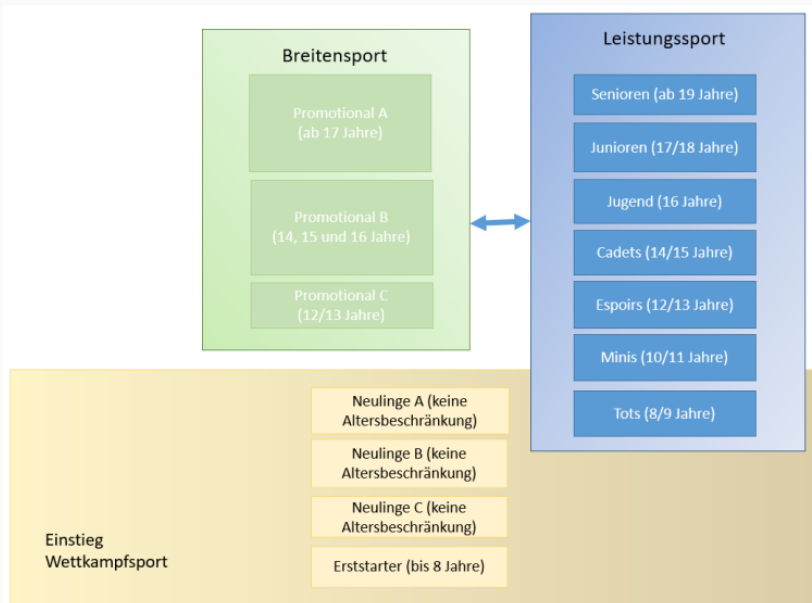 Breitensport
Promotional A
(ab 17 Jahre)
Promotional B
(14, 15 und 16 Jahre)
Promotional C
(12/13 Jahre)
Leistungssport
Senioren (ab 19 Jahre)
Junioren (17/18 Jahre)
Jugend (16 Jahre)
Cadets (14/15 Jahre)
Espoirs (12/13 Jahre)
Minis (10/11 Jahre)
Tots (8/9 Jahre)
Neulinge A (keine
Altersbeschränkung)
Neulinge B (keine
Altersbeschränkung)
Neulinge C (keine
Altersbeschränkung)
Erststarter (bis 8 Jahre)
Einstieg
Wettkampfsport